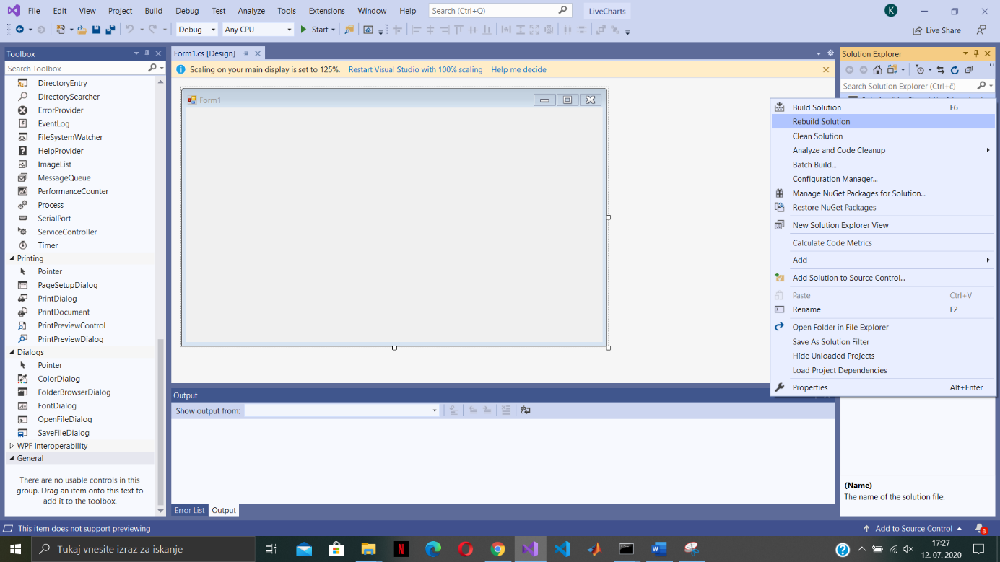 File Edit View Project Build Debug Test Analyze Tools Extensions Window Help Search (Ctrl+Q) LiveCharts K
Debug Any CPU Start Live Share
Toolbox
Search Toolbox
DirectoryEntry
DirectorySearcher
ErrorProvider
EventLog
FileSystemWatcher
HelpProvider
ImageList
MessageQueue
PerformanceCounter
Process
SerialPort
ServiceController
Timer
Printing
Pointer
PageSetupDialog
PrintDialog
PrintDocument
PrintPreviewControl
PrintPreviewDialog
Dialogs
Pointer
ColorDialog
FolderBrowserDialog
FontDialog
OpenFileDialog
SaveFileDialog
WPF Interoperability
General
There are no usable controls in this
group. Drag an item onto this text to
add it to the toolbox.
Form1.cs [Design]
Scaling on your main display is set to 125%. Restart Visual Studio with 100% scaling Help me decide
Form1
Output
Show output from:
Error List Output
Solution Explorer
Search Solution Explorer (Ctrl+č)
Build Solution F6
Rebuild Solution
Clean Solution
Analyze and Code Cleanup
Batch Build...
Configuration Manager...
Manage NuGet Packages for Solution...
Restore NuGet Packages
New Solution Explorer View
Calculate Code Metrics
Add
Add Solution to Source Control...
Paste Ctrl+V
Rename F2
Open Folder in File Explorer
Save As Solution Filter
Hide Unloaded Projects
Load Project Dependencies
Properties Alt+Enter
(Name)
The name of the solution file.
This item does not support previewing Add to Source Control 8
Tukaj vnesite izraz za iskanje
17:27
12. 07. 2020